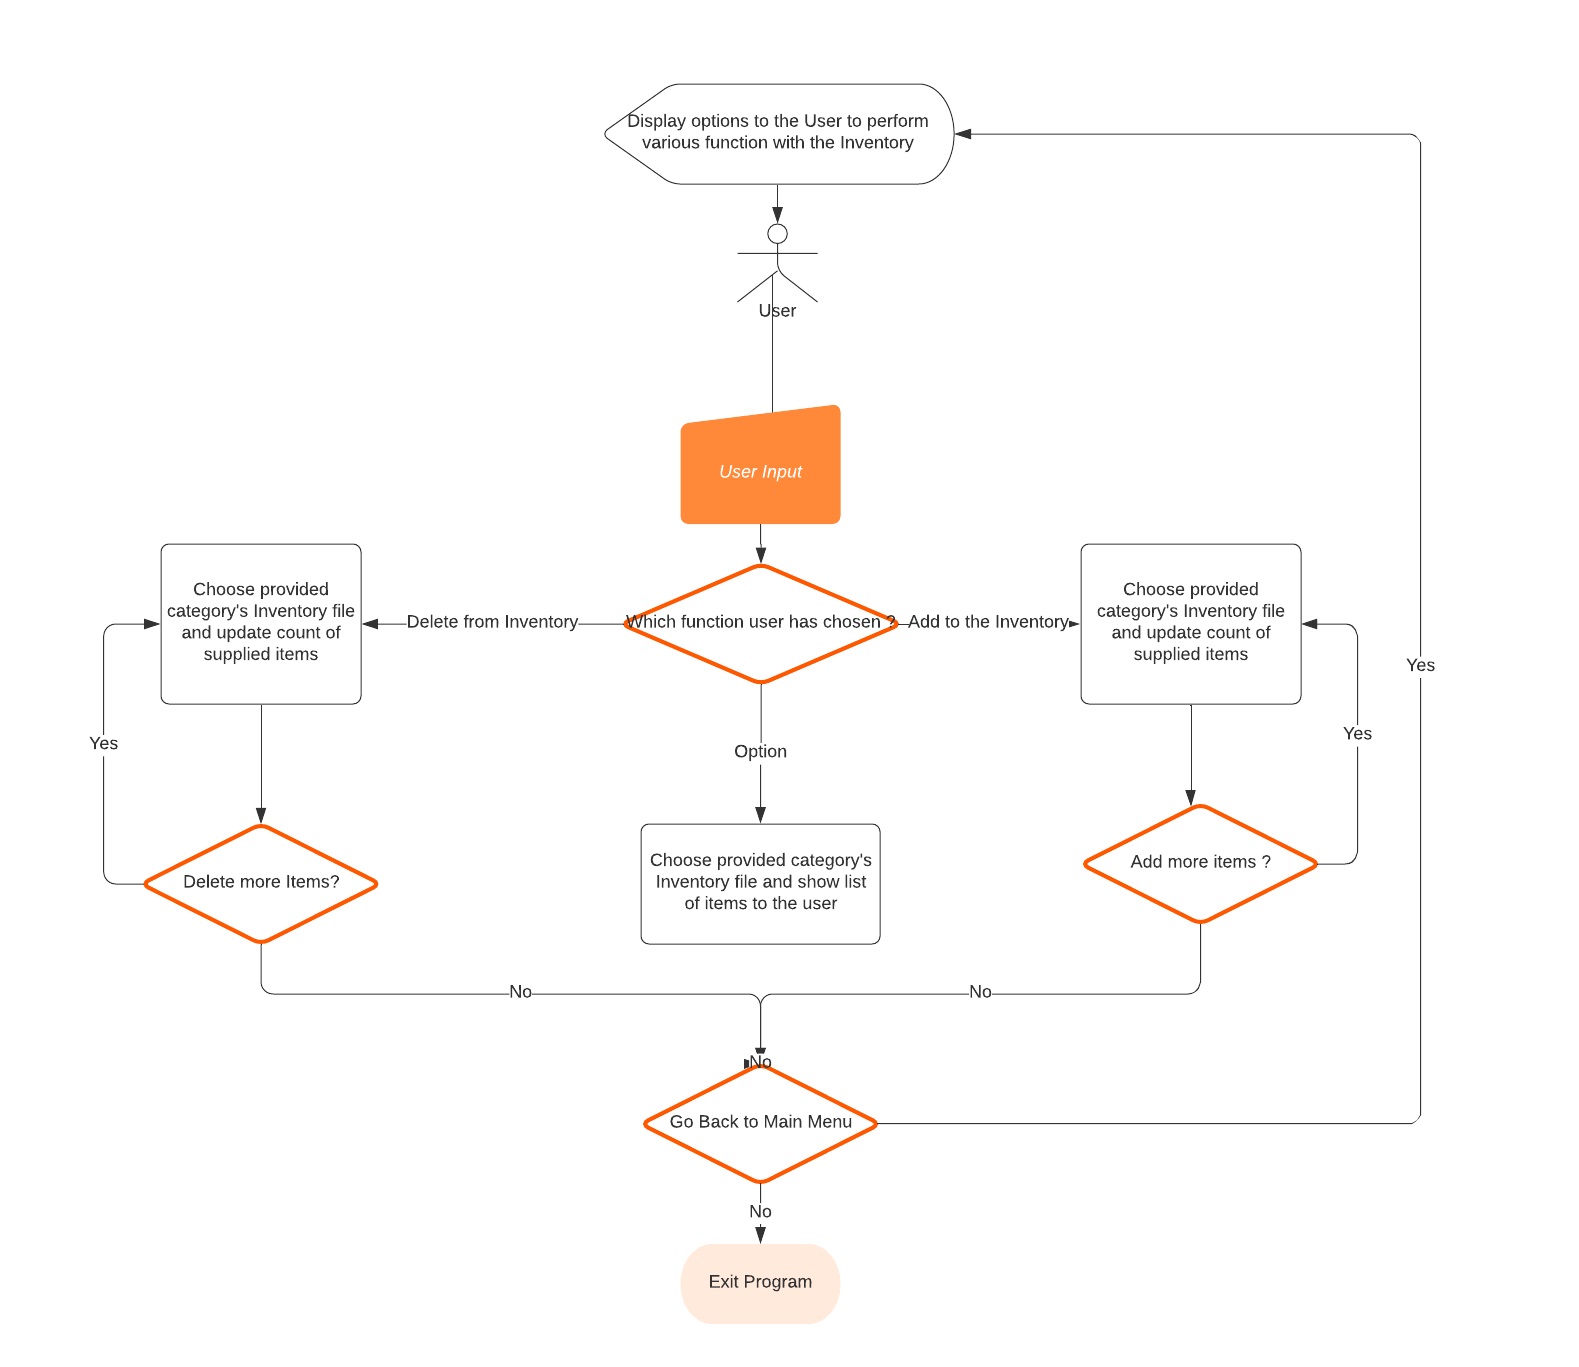 Display options to the User to perform
various function with the Inventory
User
User Input
Choose provided
category's Inventory file
and update count of
supplied items
Delete from Inventory
Which function user has chosen ?
Add to the Inventory
Choose provided
category's Inventory file
and update count of
supplied items
Yes
Yes
Yes
Option
Choose provided category's
Inventory file and show list
of items to the user
Delete more Items?
Add more items ?
No
No
No
Go Back to Main Menu
No
Exit Program